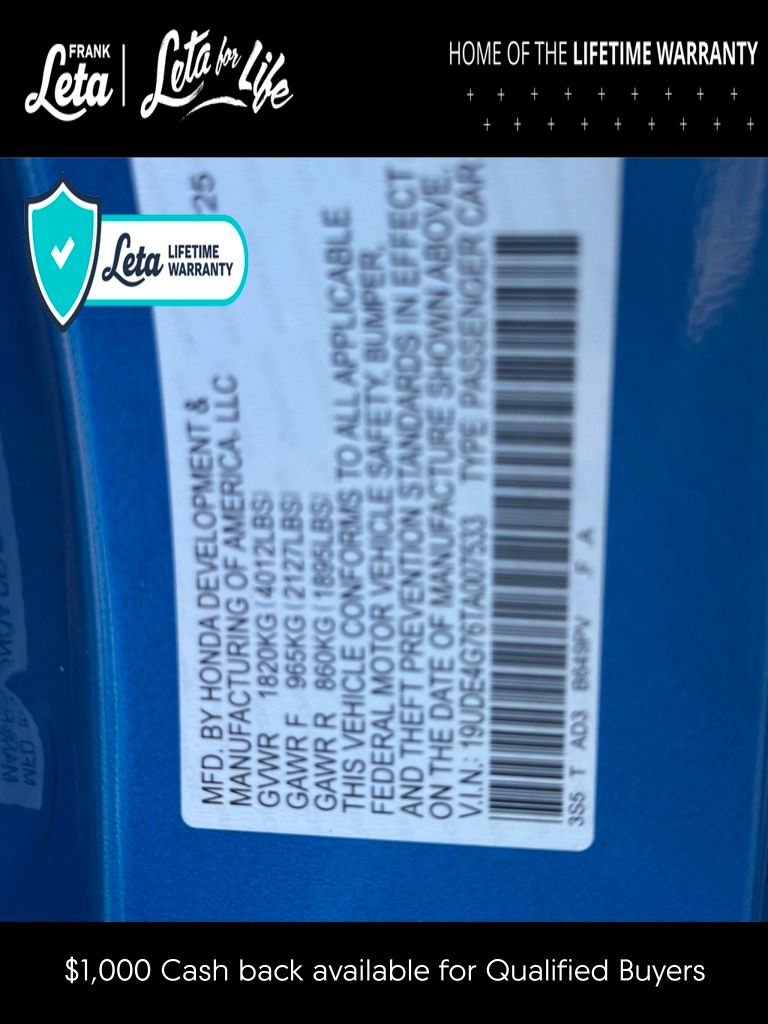 FRANK
Leta
Leta for Life
HOME OF THE LIFETIME WARRANTY
Leta LIFETIME
WARRANTY
25
MFD. BY HONDA DEVELOPMENT &
MANUFACTURING OF AMERICA. LLC
GVWR 1820KG (4012LBS)
GAWR F 965KG (2127LBS)
GAWR R 860KG (1895LBS)
THIS VEHICLE CONFORMS TO ALL APPLICABLE
FEDERAL MOTOR VEHICLE SAFETY, BUMPER,
AND THEFT PREVENTION STANDARDS IN EFFECT
ON THE DATE OF MANUFACTURE SHOWN ABOVE.
V.I.N.: 19UDE4G76TA007533 TYPE PASSENGER CAR
3S5 T AD3 B649PV F A
$1,000 Cash back available for Qualified Buyers